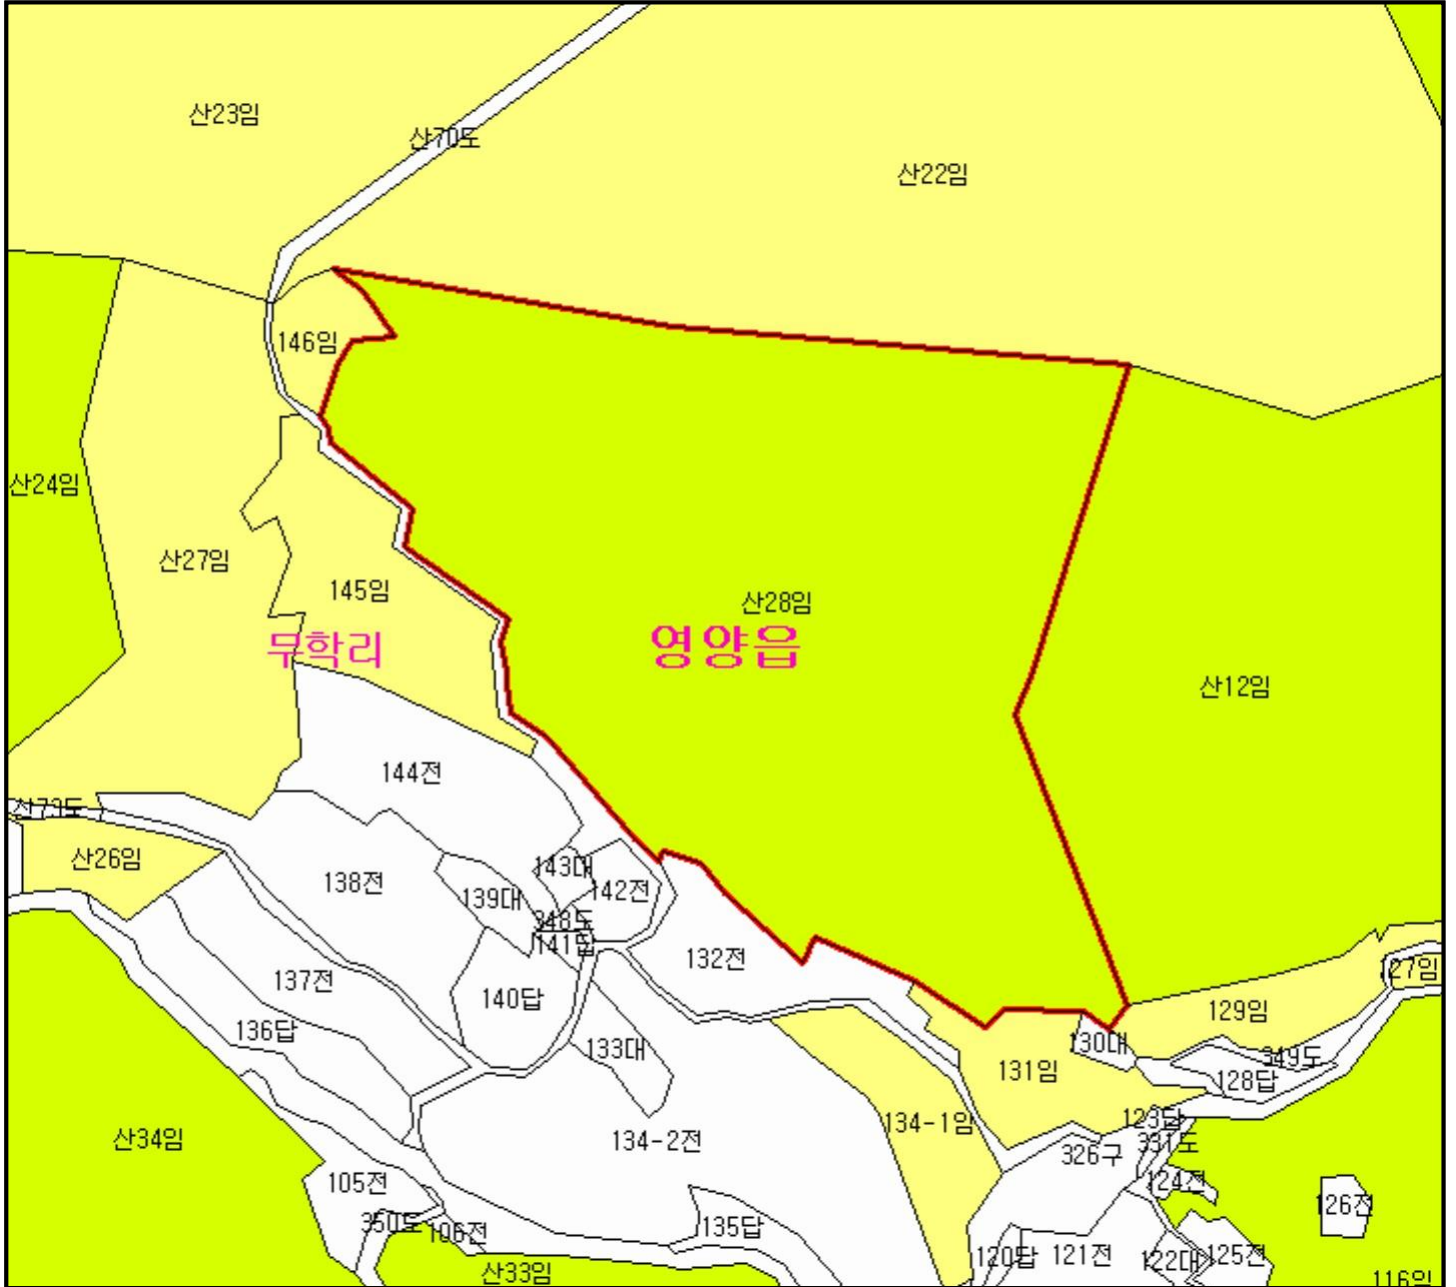 산23임
산70도
산22임
146임
산24임
산27임
145임
산28임
무학리
영양읍
산12임
144전
산73도
산26임
143대
138전
139대
142전
348도
141답
132전
127임
137전
140답
129임
136답
133대
130대
349도
131임
128답
134-1임
123답
산34임
134-2전
331도
326구
105전
124전
126전
350도
106전
135답
120답
121전
122대
125전
산33임
116임